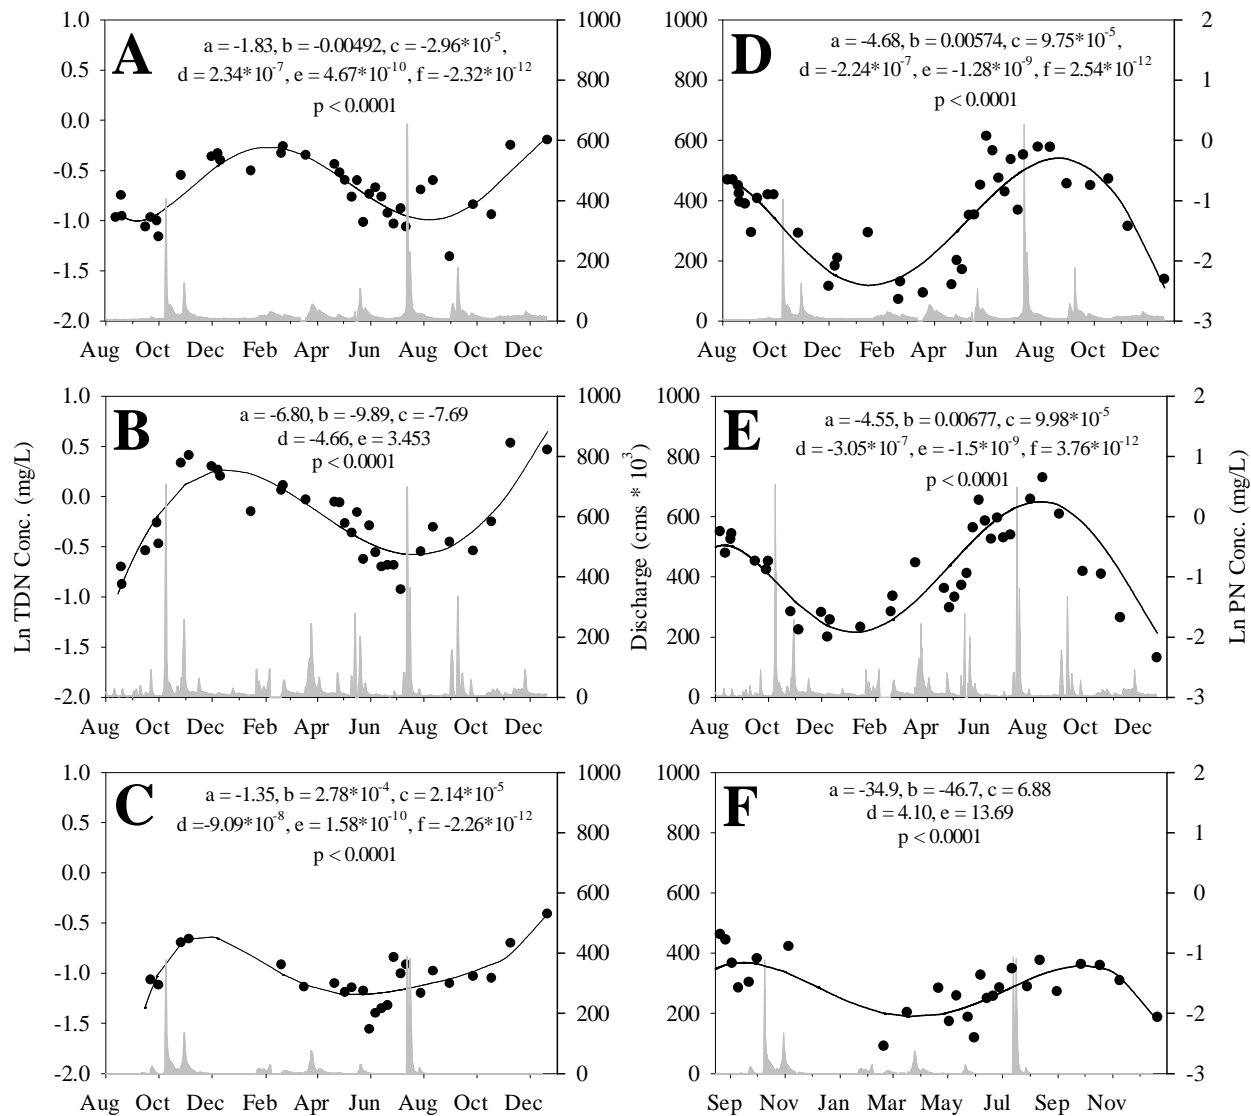 A
a = -1.83, b = -0.00492, c = -2.96*10^-5,
d = 2.34*10^-7, e = 4.67*10^-10, f = -2.32*10^-12
p < 0.0001
1.0
0.5
0.0
-0.5
-1.0
-1.5
-2.0
1000
800
600
400
200
0
Aug Oct Dec Feb Apr Jun Aug Oct Dec
D
a = -4.68, b = 0.00574, c = 9.75*10^-5,
d = -2.24*10^-7, e = -1.28*10^-9, f = 2.54*10^-12
p < 0.0001
1000
800
600
400
200
0
2
1
0
-1
-2
-3
Aug Oct Dec Feb Apr Jun Aug Oct Dec
Ln TDN Conc. (mg/L)
B
a = -6.80, b = -9.89, c = -7.69
d = -4.66, e = 3.453
p < 0.0001
1.0
0.5
0.0
-0.5
-1.0
-1.5
-2.0
1000
800
600
400
200
0
Aug Oct Dec Feb Apr Jun Aug Oct Dec
Discharge (cms * 10^3)
E
a = -4.55, b = 0.00677, c = 9.98*10^-5
d = -3.05*10^-7, e = -1.5*10^-9, f = 3.76*10^-12
p < 0.0001
1000
800
600
400
200
0
2
1
0
-1
-2
-3
Aug Oct Dec Feb Apr Jun Aug Oct Dec
Ln PN Conc. (mg/L)
C
a = -1.35, b = 2.78*10^-4, c = 2.14*10^-5
d =-9.09*10^-8, e = 1.58*10^-10, f = -2.26*10^-12
p < 0.0001
1.0
0.5
0.0
-0.5
-1.0
-1.5
-2.0
1000
800
600
400
200
0
Aug Oct Dec Feb Apr Jun Aug Oct Dec
F
a = -34.9, b = -46.7, c = 6.88
d = 4.10, e = 13.69
p < 0.0001
1000
800
600
400
200
0
2
1
0
-1
-2
-3
Sep Nov Jan Mar May Jul Sep Nov